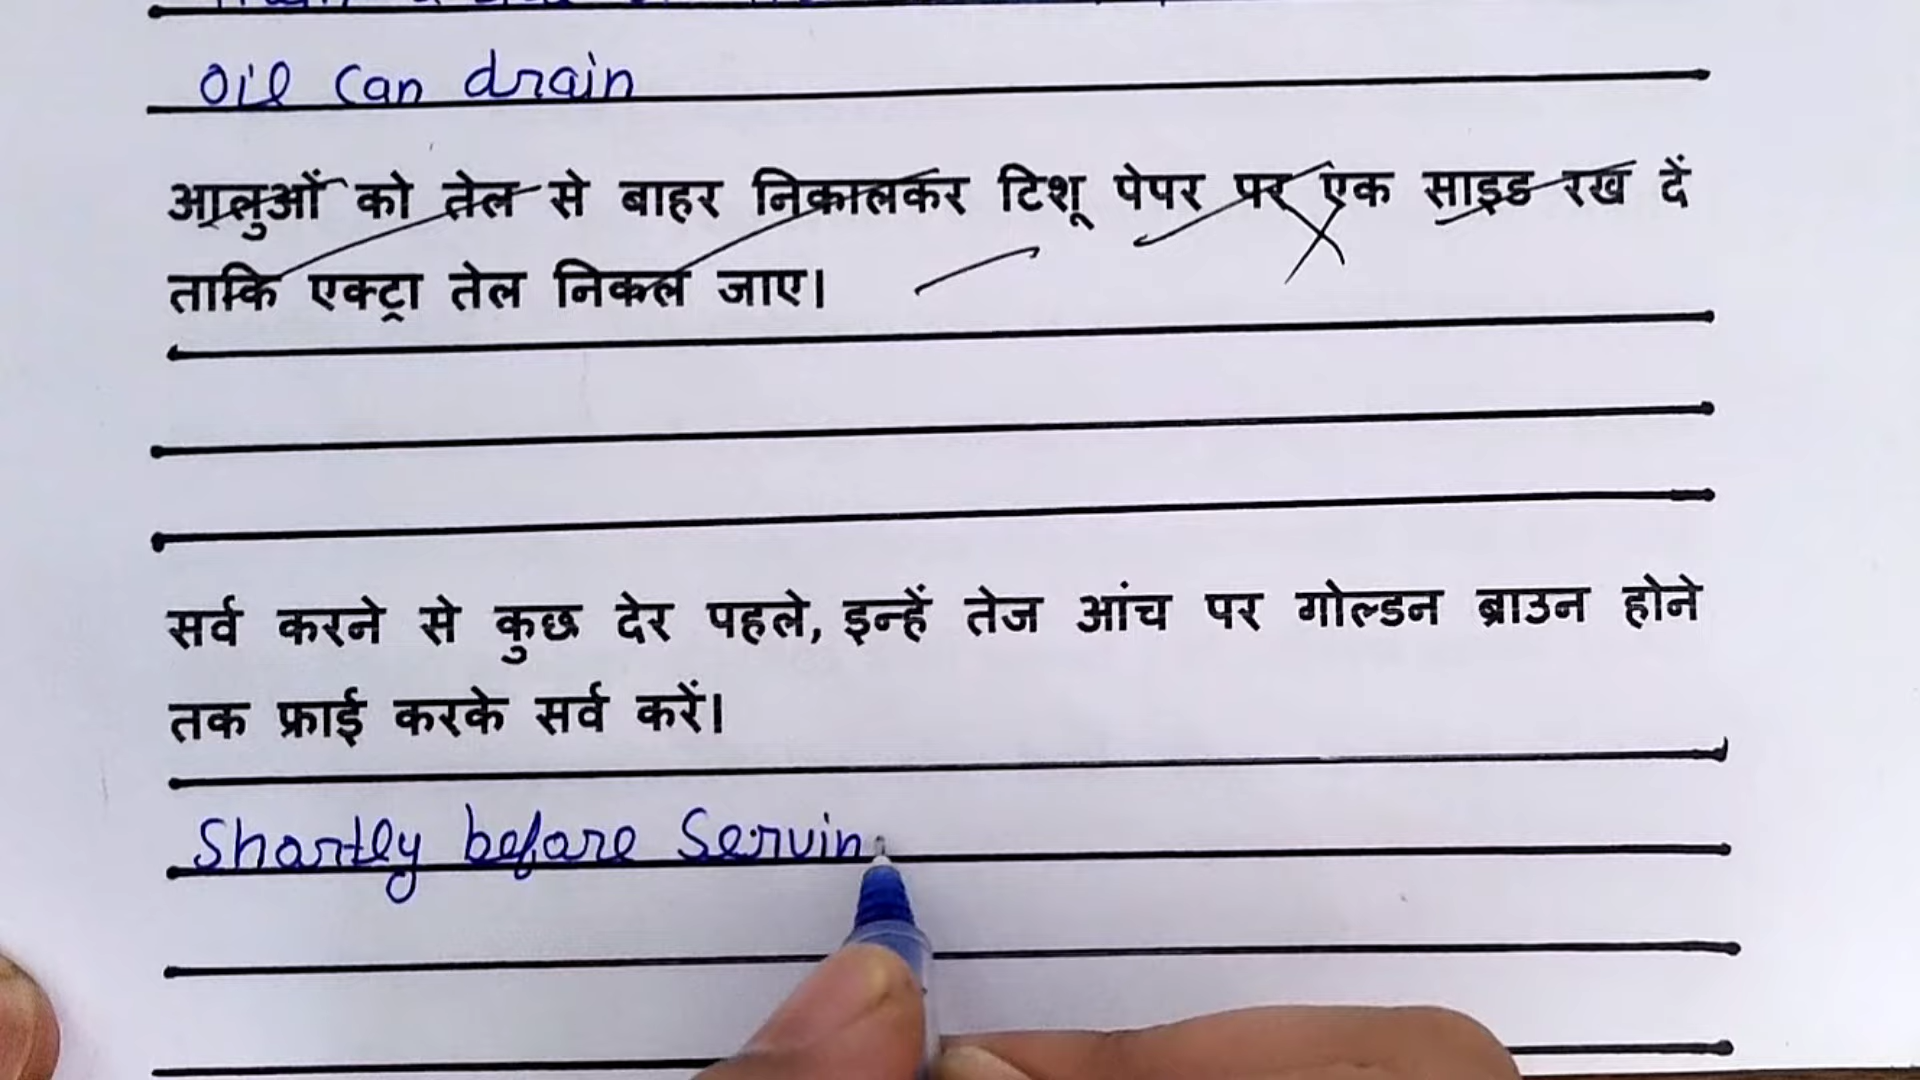 Oil can drain
आलुओं को तेल से बाहर निकालकर टिशू पेपर पर एक साइड रख दें
ताकि एक्ट्रा तेल निकल जाए।
सर्व करने से कुछ देर पहले, इन्हें तेज आंच पर गोल्डन ब्राउन होने
तक फ्राई करके सर्व करें।
Shortly before Servin